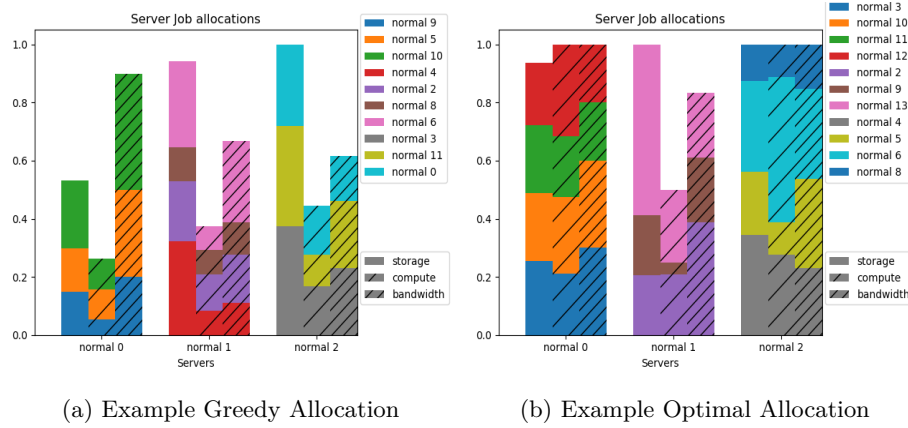 Server Job allocations
1.0
0.8
0.6
0.4
0.2
0.0
normal 0
normal 1
normal 2
Servers
normal 9
normal 5
normal 10
normal 4
normal 2
normal 8
normal 6
normal 3
normal 11
normal 0
storage
compute
bandwidth
(a) Example Greedy Allocation
Server Job allocations
1.0
0.8
0.6
0.4
0.2
0.0
normal 0
normal 1
normal 2
Servers
normal 3
normal 10
normal 11
normal 12
normal 2
normal 9
normal 13
normal 4
normal 5
normal 6
normal 8
storage
compute
bandwidth
(b) Example Optimal Allocation